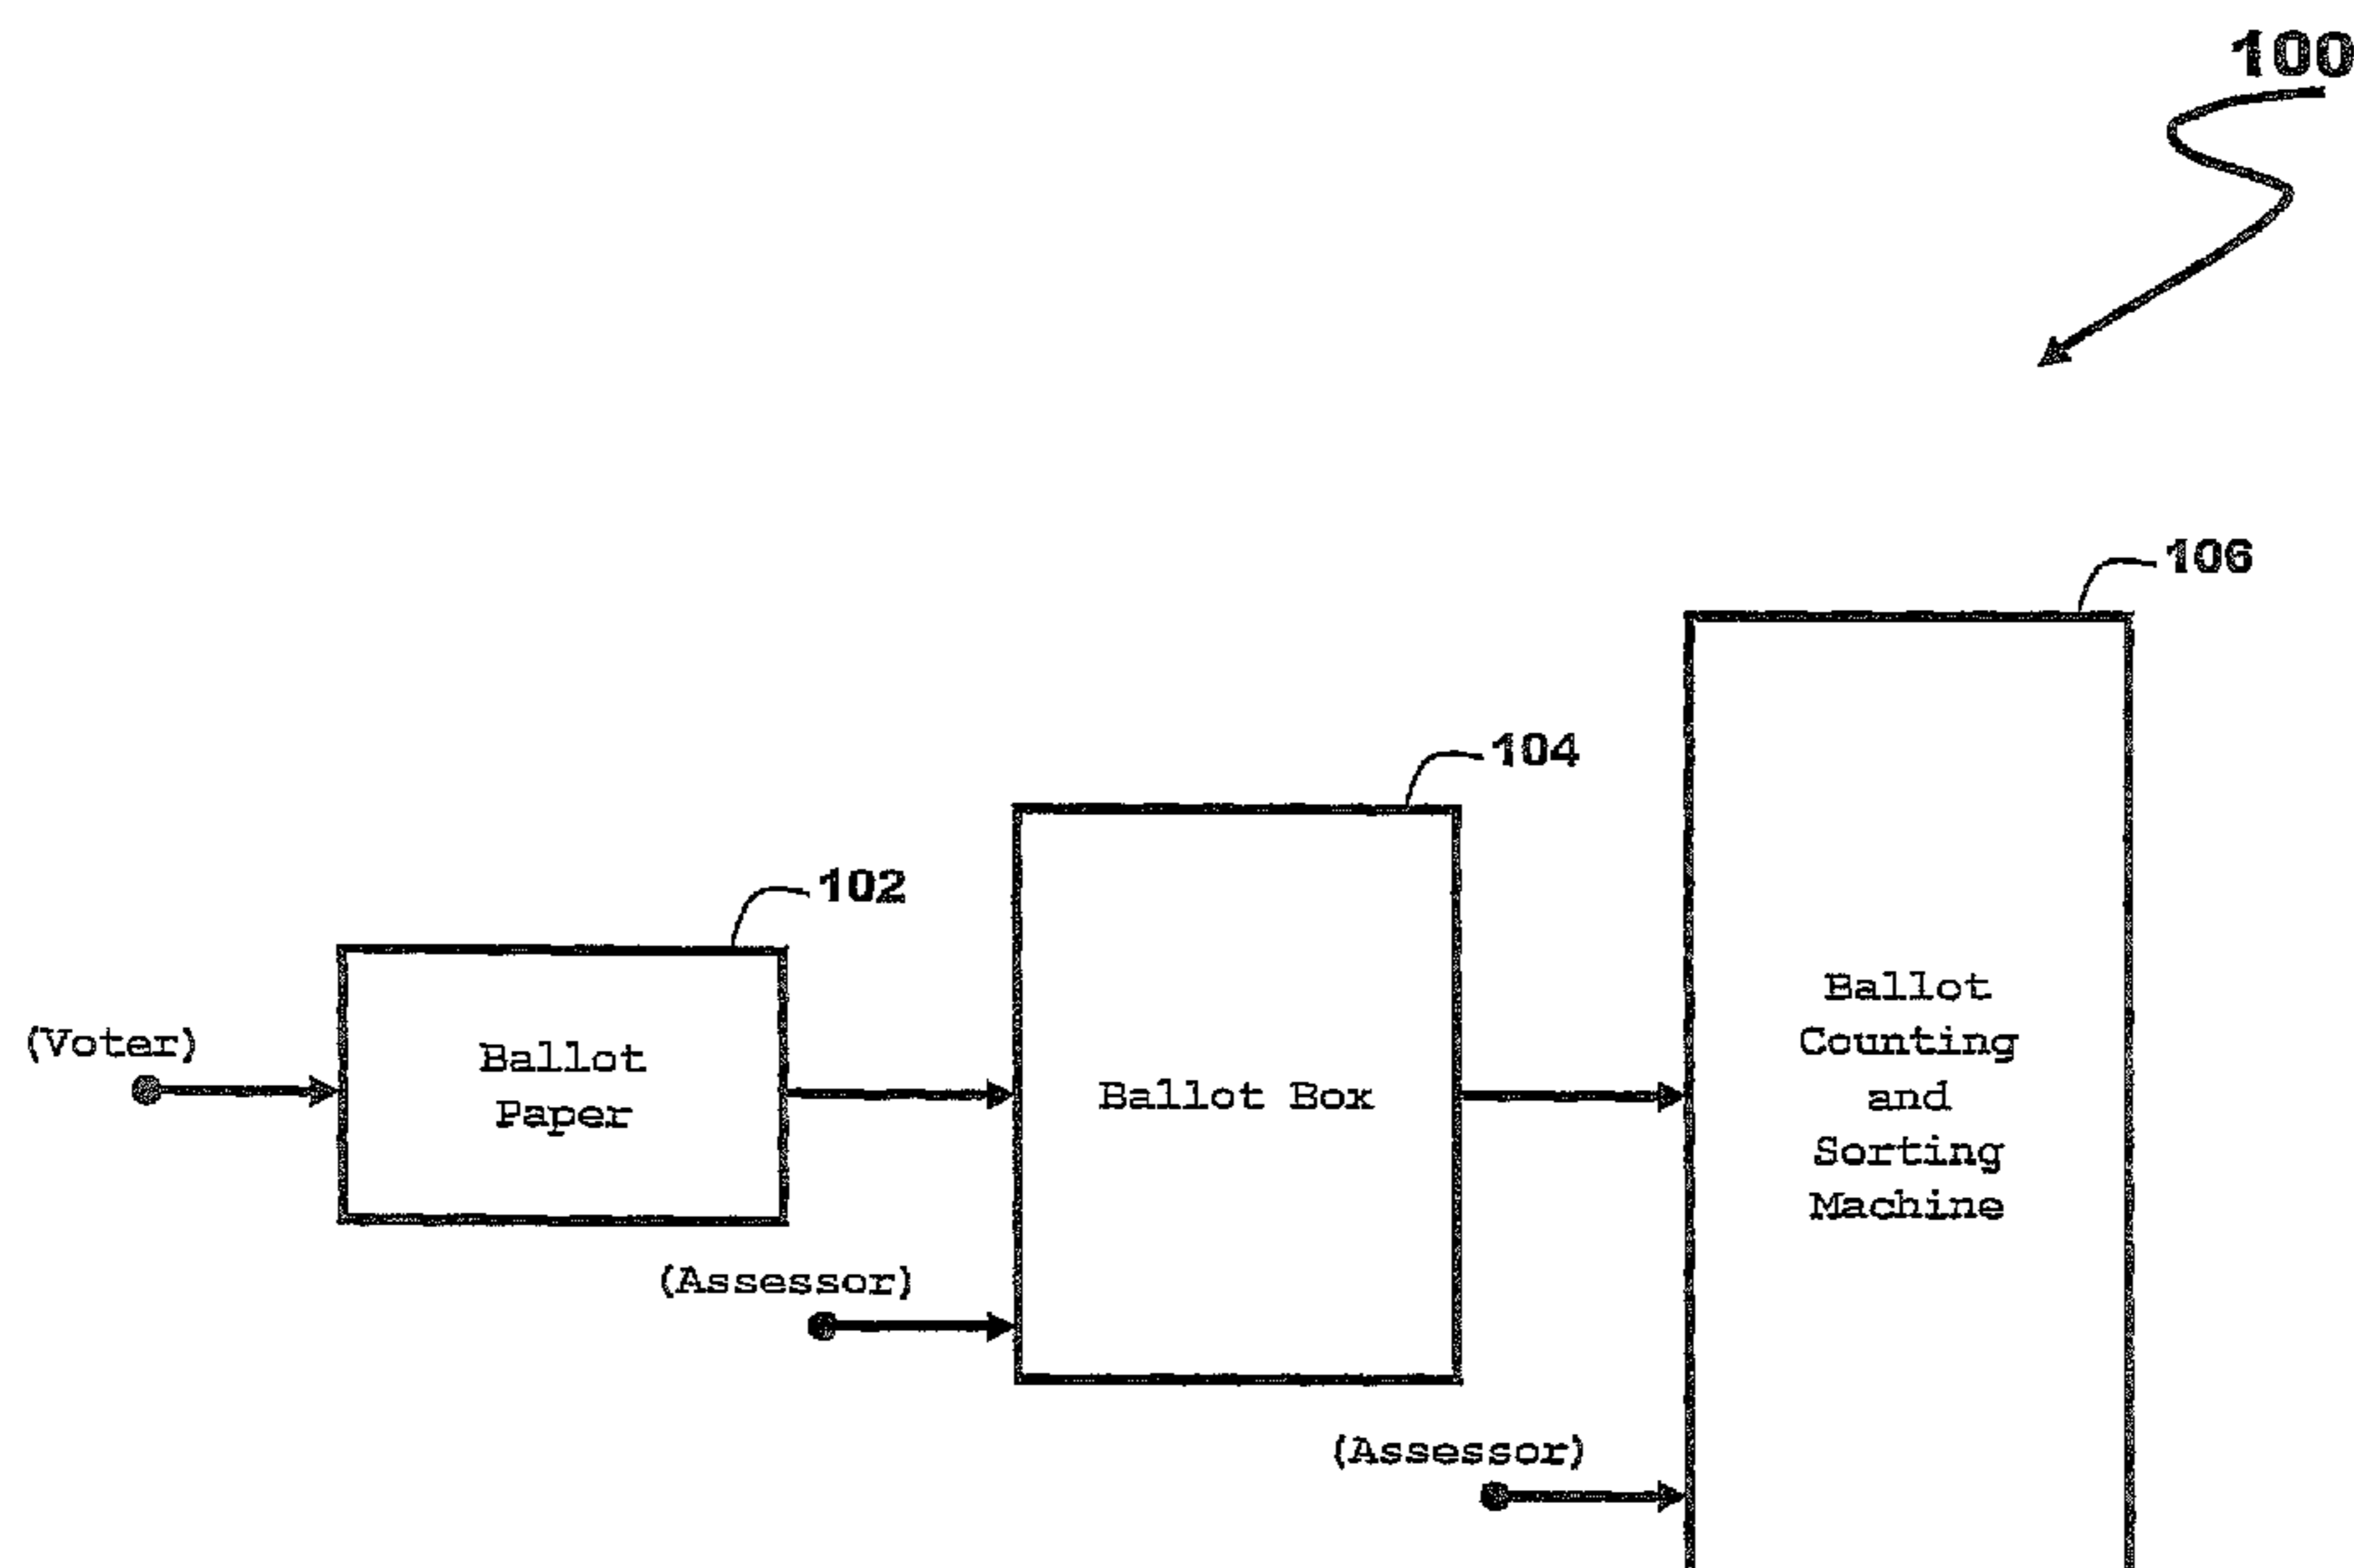 100
106
104
102
(Voter)
Ballot
Paper
Ballot Box
Ballot
Counting
and
Sorting
Machine
(Assessor)
(Assessor)